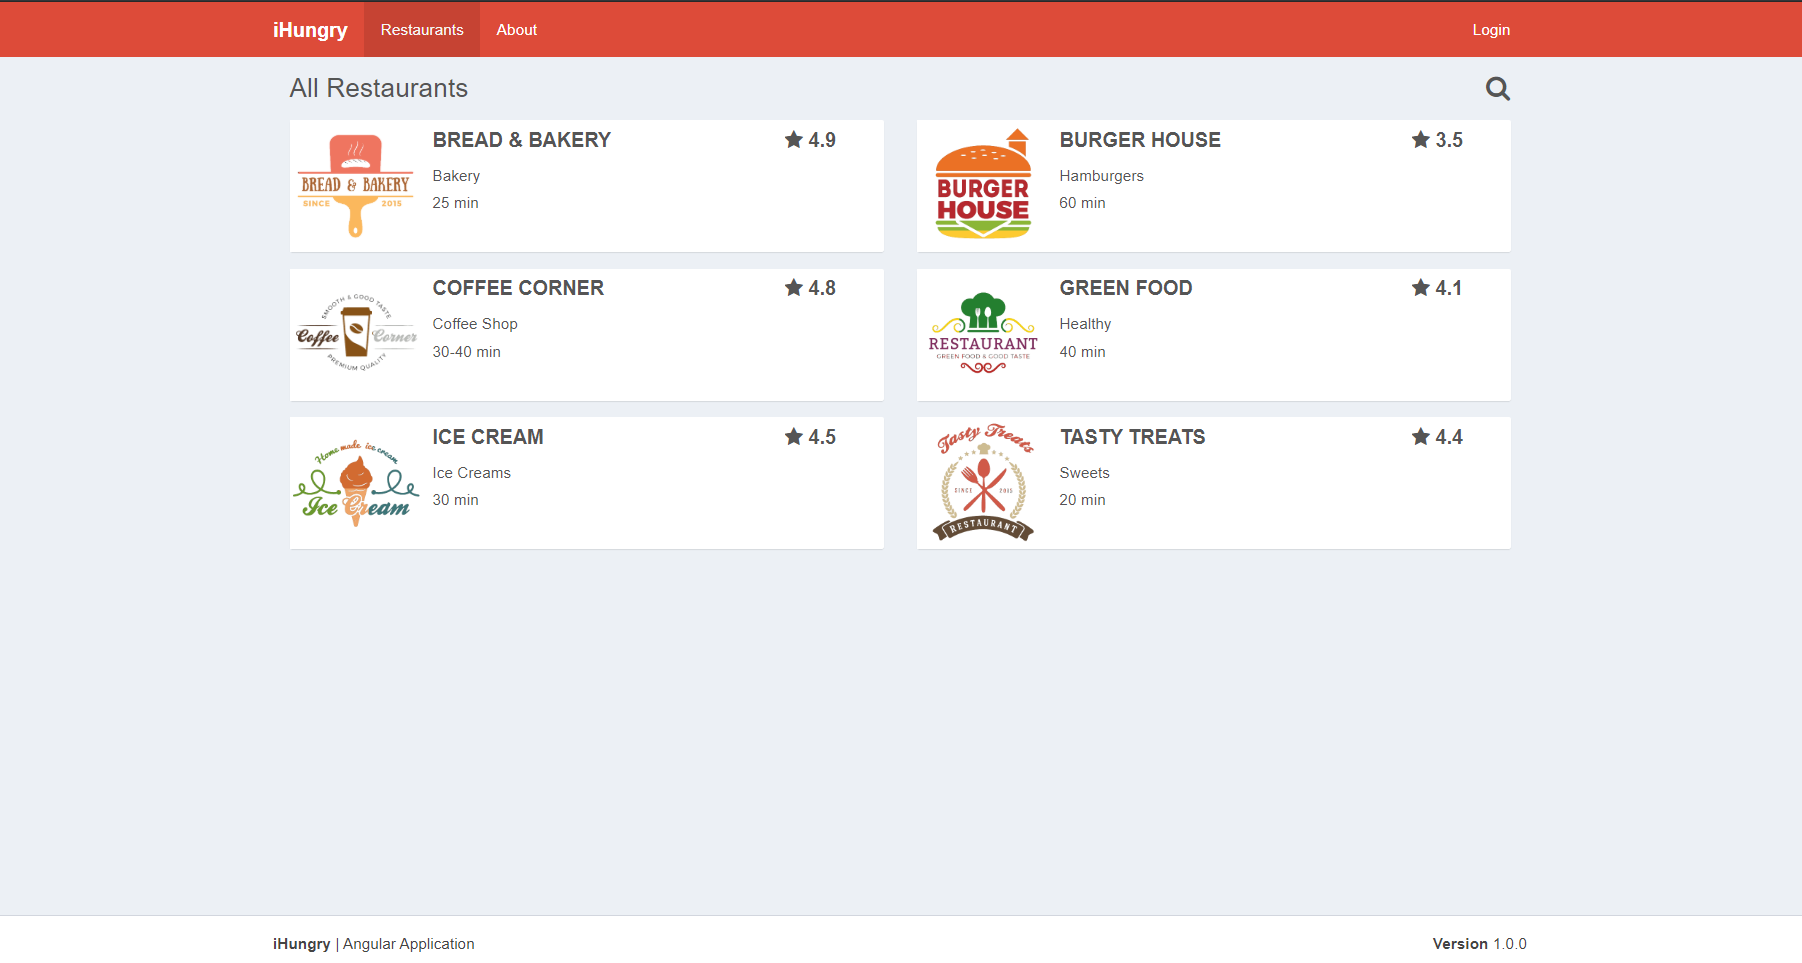 iHungry Restaurants About Login
All Restaurants
BREAD & BAKERY
SINCE 2015
BREAD & BAKERY 4.9
Bakery
25 min
BURGER
HOUSE
BURGER HOUSE 3.5
Hamburgers
60 min
SMOOTH & GOOD TASTE
Coffee Corner
PREMIUM QUALITY
COFFEE CORNER 4.8
Coffee Shop
30-40 min
RESTAURANT
GREEN FOOD & GOOD TASTE
GREEN FOOD 4.1
Healthy
40 min
Home made ice cream
Ice Cream
ICE CREAM 4.5
Ice Creams
30 min
Tasty Treats
SINCE 2015
RESTAURANT
TASTY TREATS 4.4
Sweets
20 min
iHungry | Angular Application Version 1.0.0